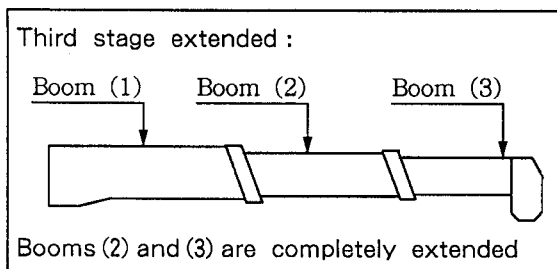 Third stage extended :
Boom (1) Boom (2) Boom (3)
Booms (2) and (3) are completely extended